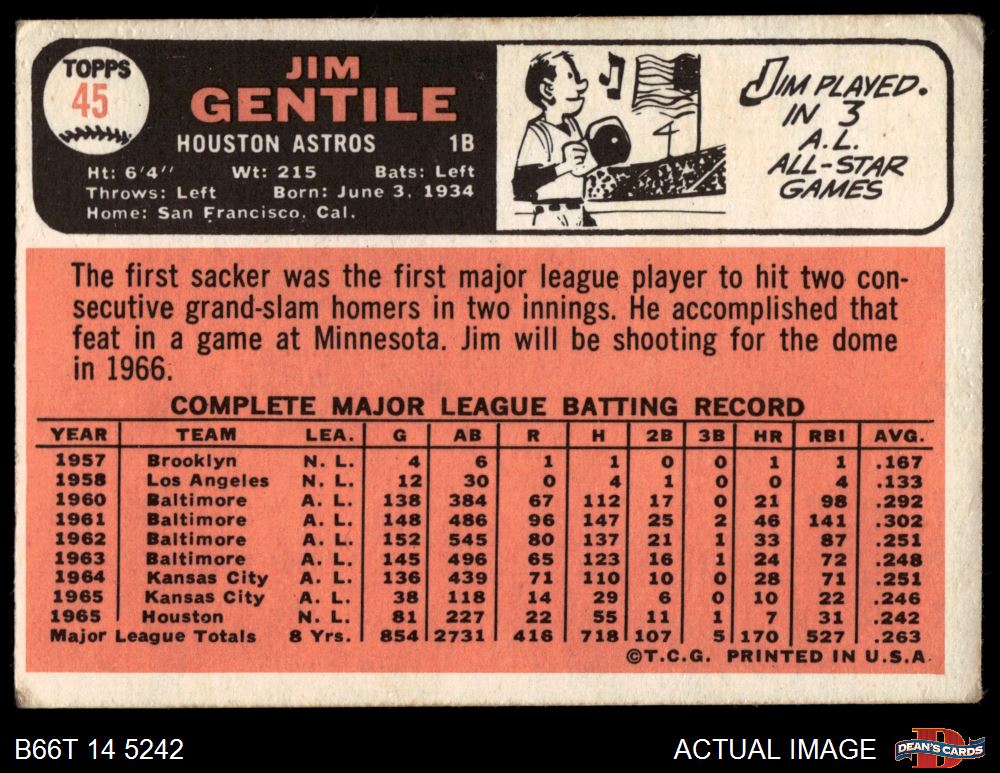 TOPPS
45
JIM
GENTILE
HOUSTON ASTROS 1B
Ht: 6'4" Wt: 215 Bats: Left
Throws: Left Born: June 3, 1934
Home: San Francisco, Cal.
JIM PLAYED
IN 3
A.L.
ALL-STAR
GAMES
The first sacker was the first major league player to hit two con-
secutive grand-slam homers in two innings. He accomplished that
feat in a game at Minnesota. Jim will be shooting for the dome
in 1966.
COMPLETE MAJOR LEAGUE BATTING RECORD
YEAR TEAM LEA. G AB R H 2B 3B HR RBI AVG.
1957 Brooklyn N. L. 4 6 1 1 0 0 1 1 .167
1958 Los Angeles N. L. 12 30 0 4 1 0 0 4 .133
1960 Baltimore A. L. 138 384 67 112 17 0 21 98 .292
1961 Baltimore A. L. 148 486 96 147 25 2 46 141 .302
1962 Baltimore A. L. 152 545 80 137 21 1 33 87 .251
1963 Baltimore A. L. 145 496 65 123 16 1 24 72 .248
1964 Kansas City A. L. 136 439 71 110 10 0 28 71 .251
1965 Kansas City A. L. 38 118 14 29 6 0 10 22 .246
1965 Houston N. L. 81 227 22 55 11 1 7 31 .242
Major League Totals 8 Yrs. 854 2731 416 718 107 5 170 527 .263
©T.C.G. PRINTED IN U.S.A.
B66T 14 5242
ACTUAL IMAGE
D
DEAN'S CARDS